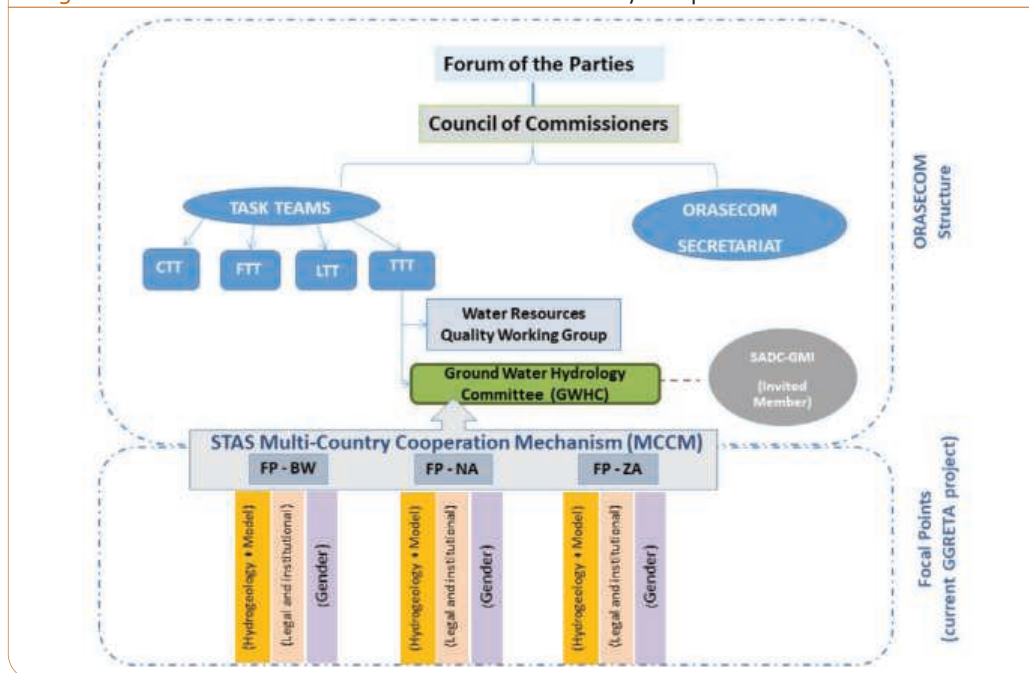 Forum of the Parties
Council of Commissioners
TASK TEAMS
ORASECOM
SECRETARIAT
CTT
FTT
LTT
TTT
Water Resources
Quality Working Group
Ground Water Hydrology
Committee (GWHC)
SADC-GMI
(Invited
Member)
ORASECOM
Structure
STAS Multi-Country Cooperation Mechanism (MCCM)
FP - BW
FP - NA
FP - ZA
(Hydrogeology + Model)
(Legal and institutional)
(Gender)
(Hydrogeology + Model)
(Legal and institutional)
(Gender)
(Hydrogeology + Model)
(Legal and institutional)
(Gender)
Focal Points
(current GGRETA project)